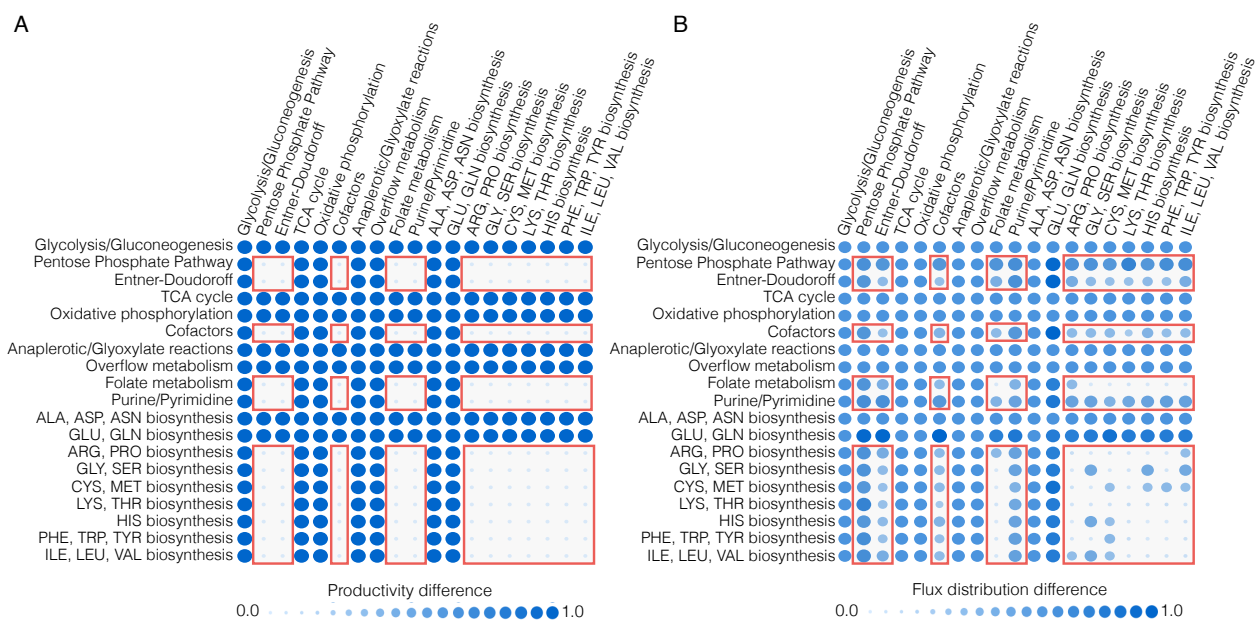 A
B
Glycolysis/Gluconeogenesis
Pentose Phosphate Pathway
Entner-Doudoroff
TCA cycle
Oxidative phosphorylation
Cofactors
Anaplerotic/Glyoxylate reactions
Overflow metabolism
Folate metabolism
Purine/Pyrimidine
ALA, ASP, ASN biosynthesis
GLU, GLN biosynthesis
ARG, PRO biosynthesis
GLY, SER biosynthesis
CYS, MET biosynthesis
LYS, THR biosynthesis
HIS biosynthesis
PHE, TRP, TYR biosynthesis
ILE, LEU, VAL biosynthesis
Glycolysis/Gluconeogenesis
Pentose Phosphate Pathway
Entner-Doudoroff
TCA cycle
Oxidative phosphorylation
Cofactors
Anaplerotic/Glyoxylate reactions
Overflow metabolism
Folate metabolism
Purine/Pyrimidine
ALA, ASP, ASN biosynthesis
GLU, GLN biosynthesis
ARG, PRO biosynthesis
GLY, SER biosynthesis
CYS, MET biosynthesis
LYS, THR biosynthesis
HIS biosynthesis
PHE, TRP, TYR biosynthesis
ILE, LEU, VAL biosynthesis
Productivity difference
0.0 1.0
Glycolysis/Gluconeogenesis
Pentose Phosphate Pathway
Entner-Doudoroff
TCA cycle
Oxidative phosphorylation
Cofactors
Anaplerotic/Glyoxylate reactions
Overflow metabolism
Folate metabolism
Purine/Pyrimidine
ALA, ASP, ASN biosynthesis
GLU, GLN biosynthesis
ARG, PRO biosynthesis
GLY, SER biosynthesis
CYS, MET biosynthesis
LYS, THR biosynthesis
HIS biosynthesis
PHE, TRP, TYR biosynthesis
ILE, LEU, VAL biosynthesis
Glycolysis/Gluconeogenesis
Pentose Phosphate Pathway
Entner-Doudoroff
TCA cycle
Oxidative phosphorylation
Cofactors
Anaplerotic/Glyoxylate reactions
Overflow metabolism
Folate metabolism
Purine/Pyrimidine
ALA, ASP, ASN biosynthesis
GLU, GLN biosynthesis
ARG, PRO biosynthesis
GLY, SER biosynthesis
CYS, MET biosynthesis
LYS, THR biosynthesis
HIS biosynthesis
PHE, TRP, TYR biosynthesis
ILE, LEU, VAL biosynthesis
Flux distribution difference
0.0 1.0